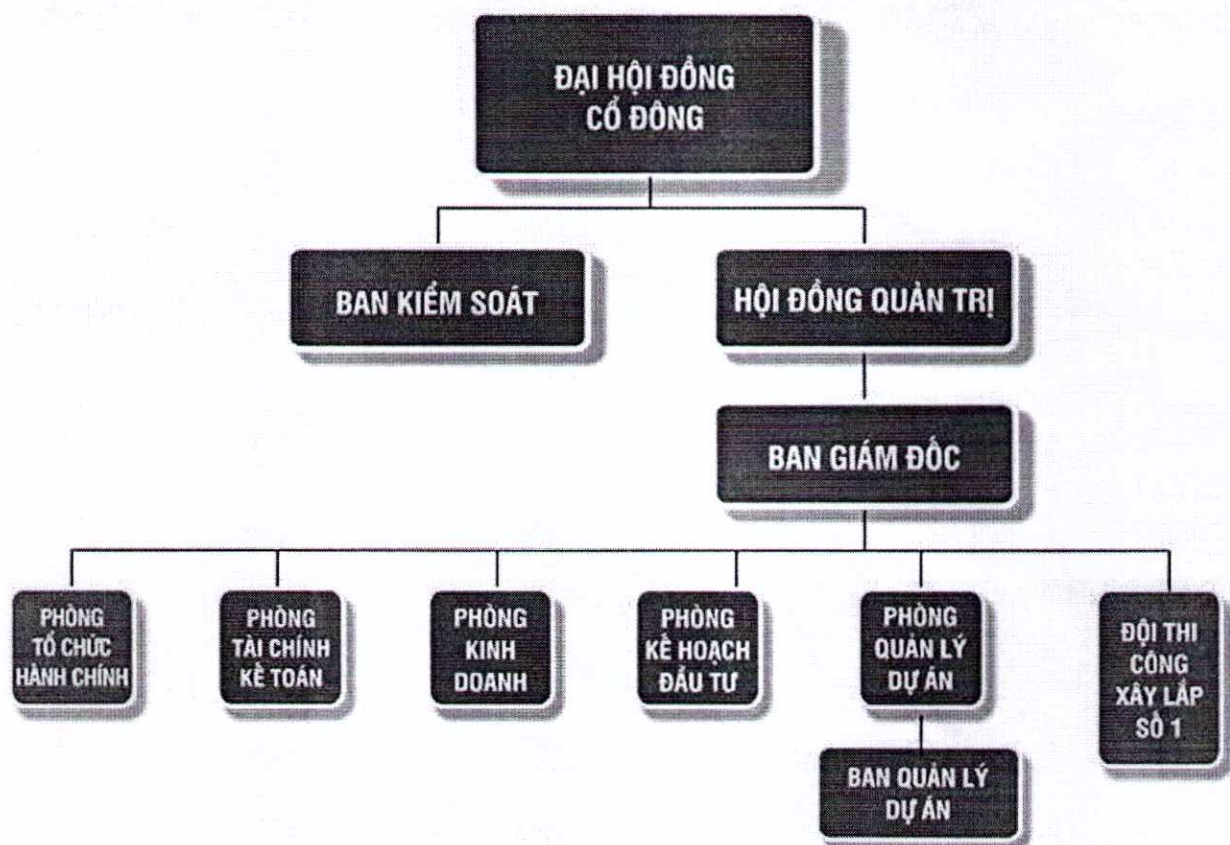 ĐẠI HỘI ĐỒNG
CỔ ĐÔNG
BAN KIỂM SOÁT
HỘI ĐỒNG QUẢN TRỊ
BAN GIÁM ĐỐC
PHÒNG
TỔ CHỨC
HÀNH CHÍNH
PHÒNG
TÀI CHÍNH
KẾ TOÁN
PHÒNG
KINH
DOANH
PHÒNG
KẾ HOẠCH
ĐẦU TƯ
PHÒNG
QUẢN LÝ
DỰ ÁN
ĐỘI THI
CÔNG
XÂY LẮP
SỐ 1
BAN QUẢN LÝ
DỰ ÁN